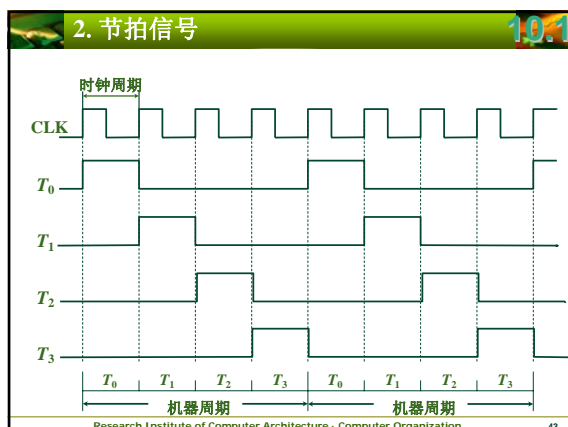 2. 节拍信号
10.1
时钟周期
CLK
T0
T1
T2
T3
T0 T1 T2 T3 T0 T1 T2 T3
机器周期 机器周期
Research Institute of Computer Architecture · Computer Organization 43